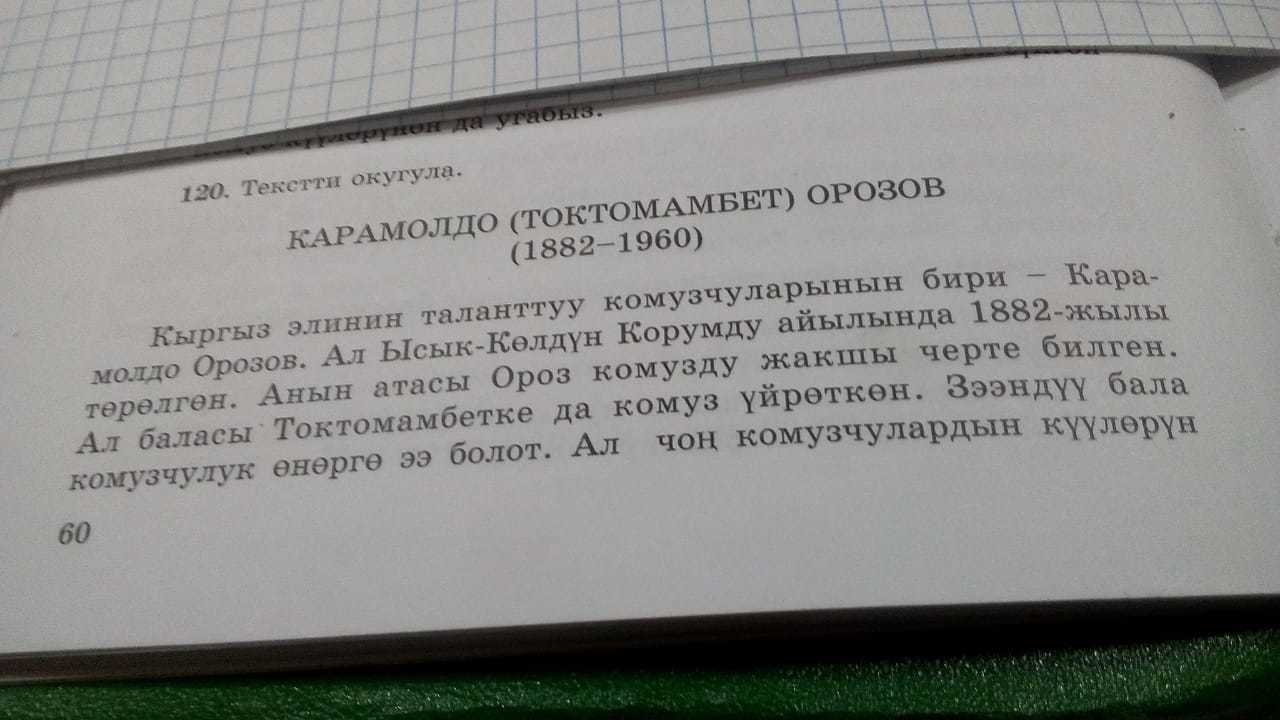 да угабыз.
120. Текстти окугула.
КАРАМОЛДО (ТОКТОМАМБЕТ) ОРОЗОВ
(1882–1960)
Кыргыз элинин таланттуу комузчуларынын бири – Кара-
молдо Орозов. Ал Ысык-Көлдүн Корумду айылында 1882-жылы
төрөлгөн. Анын атасы Ороз комузду жакшы черте билген.
Ал баласы Токтомамбетке да комуз үйрөткөн. Зээндүү бала
комузчулук өнөргө ээ болот. Ал чоң комузчулардын күүлөрүн
60